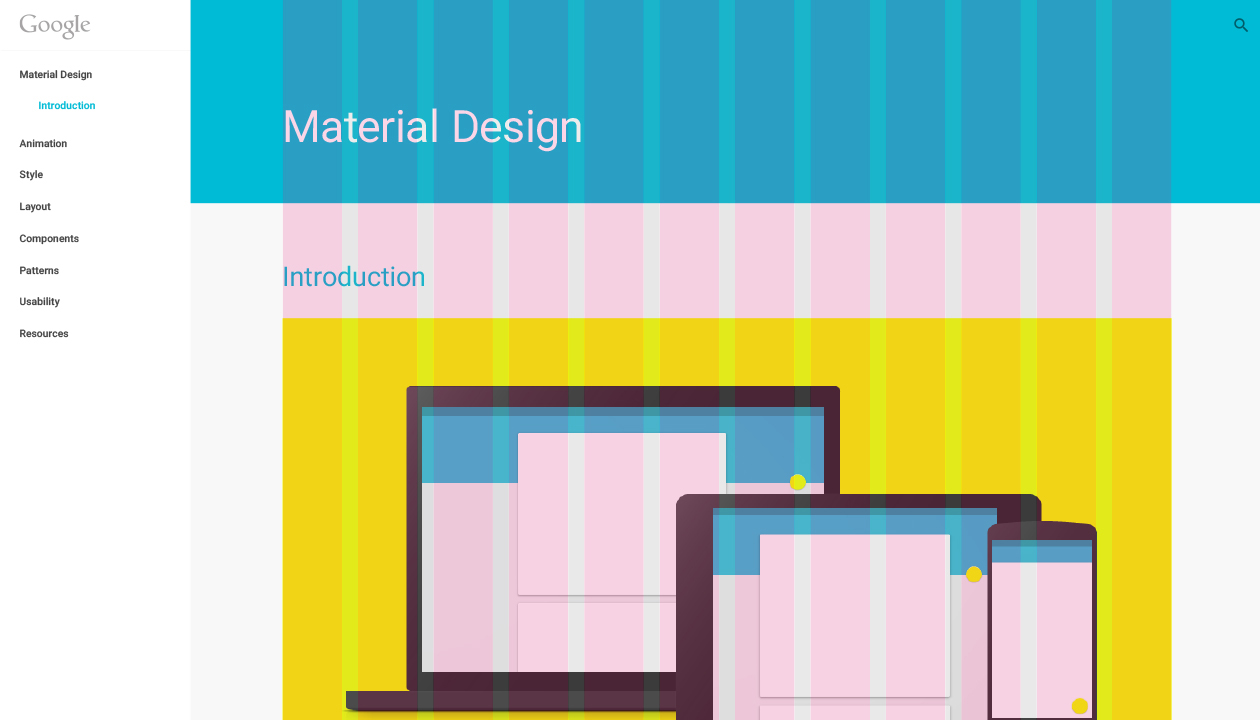 Google
Material Design
Introduction
Animation
Style
Layout
Components
Patterns
Usability
Resources
Material Design
Introduction